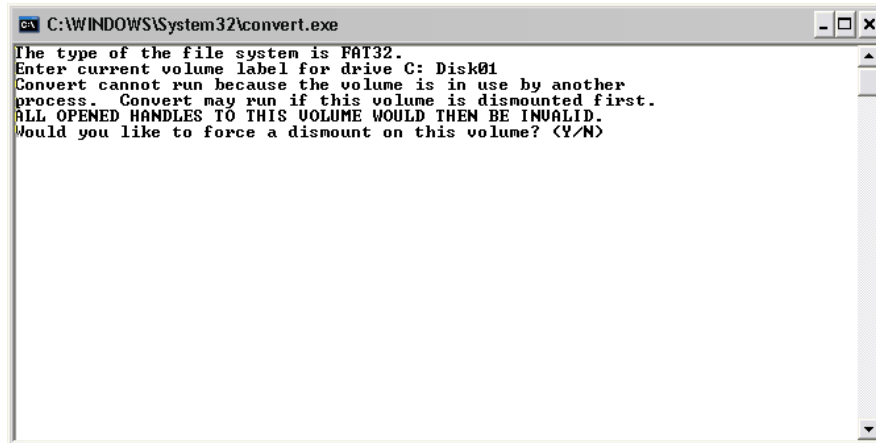 C:\WINDOWS\System32\convert.exe
The type of the file system is FAT32.
Enter current volume label for drive C: Disk01
Convert cannot run because the volume is in use by another
process.  Convert may run if this volume is dismounted first.
ALL OPENED HANDLES TO THIS VOLUME WOULD THEN BE INVALID.
Would you like to force a dismount on this volume? (Y/N)